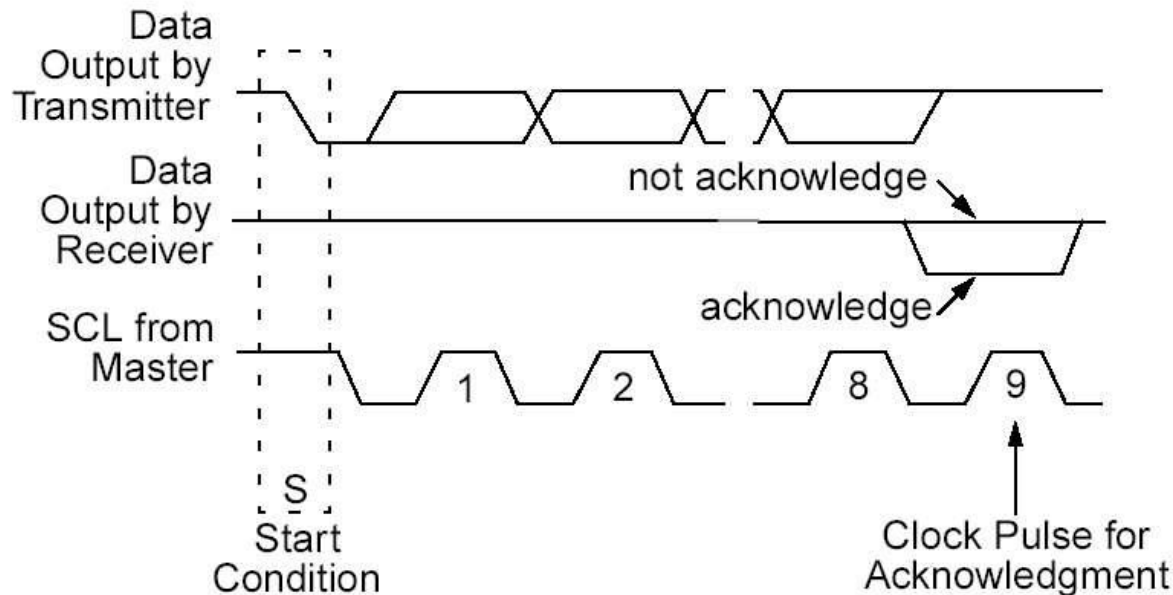 Data
Output by
Transmitter
Data
Output by
Receiver
not acknowledge
acknowledge
SCL from
Master
1
2
8
9
S
Start
Condition
Clock Pulse for
Acknowledgment